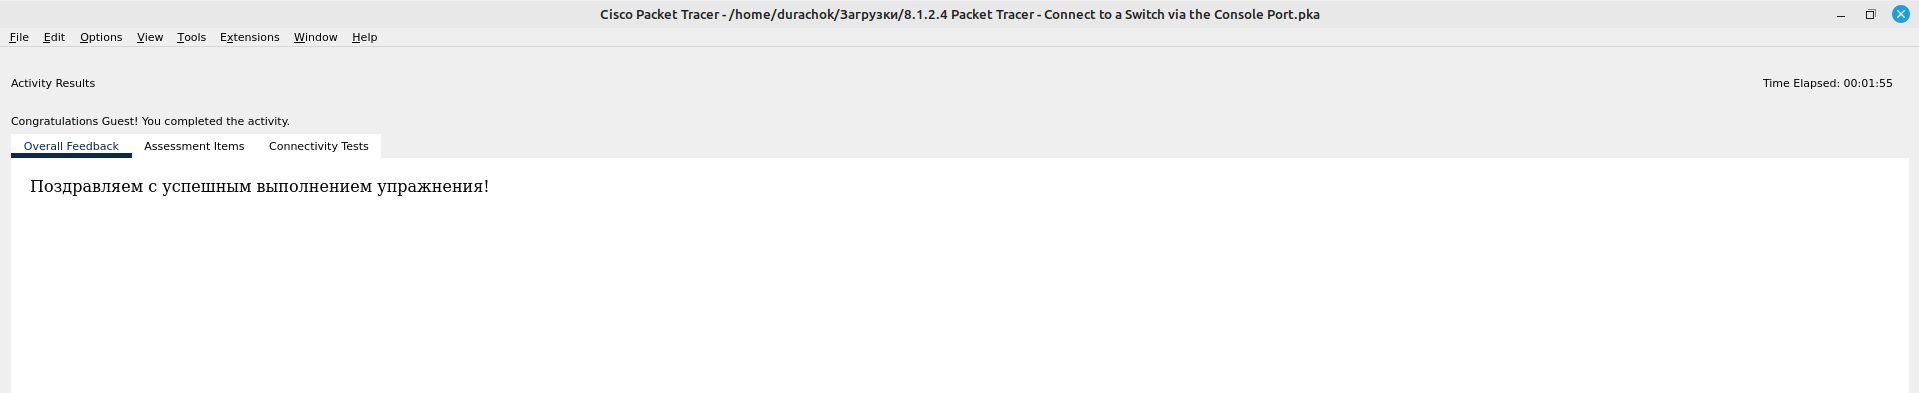 Cisco Packet Tracer - /home/durachok/Загрузки/8.1.2.4 Packet Tracer - Connect to a Switch via the Console Port.pka
File Edit Options View Tools Extensions Window Help
Activity Results Time Elapsed: 00:01:55
Congratulations Guest! You completed the activity.
Overall Feedback Assessment Items Connectivity Tests
Поздравляем с успешным выполнением упражнения!